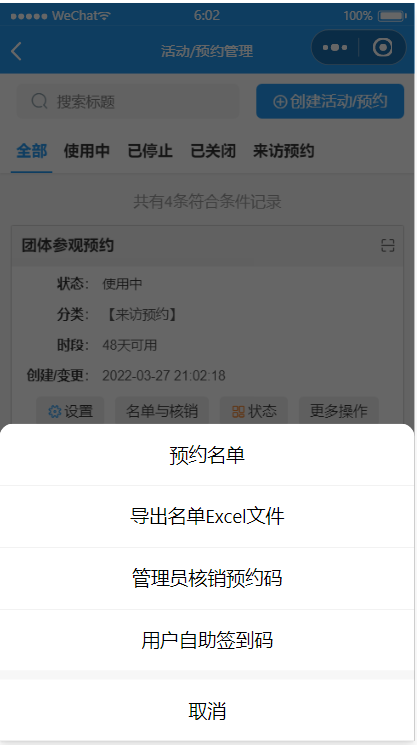 WeChat 6:02 100%
活动/预约管理
搜索标题 创建活动/预约
全部 使用中 已停止 已关闭 来访预约
共有4条符合条件记录
团体参观预约
状态： 使用中
分类： 【来访预约】
时段： 48天可用
创建/变更： 2022-03-27 21:02:18
设置 名单与核销 状态 更多操作
预约名单
导出名单Excel文件
管理员核销预约码
用户自助签到码
取消